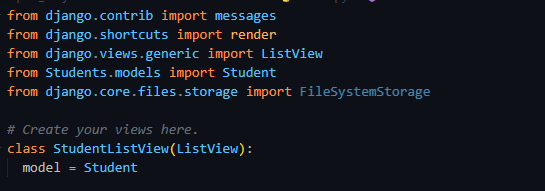 from django.contrib import messages
from django.shortcuts import render
from django.views.generic import ListView
from Students.models import Student
from django.core.files.storage import FileSystemStorage
# Create your views here.
class StudentListView(ListView):
model = Student